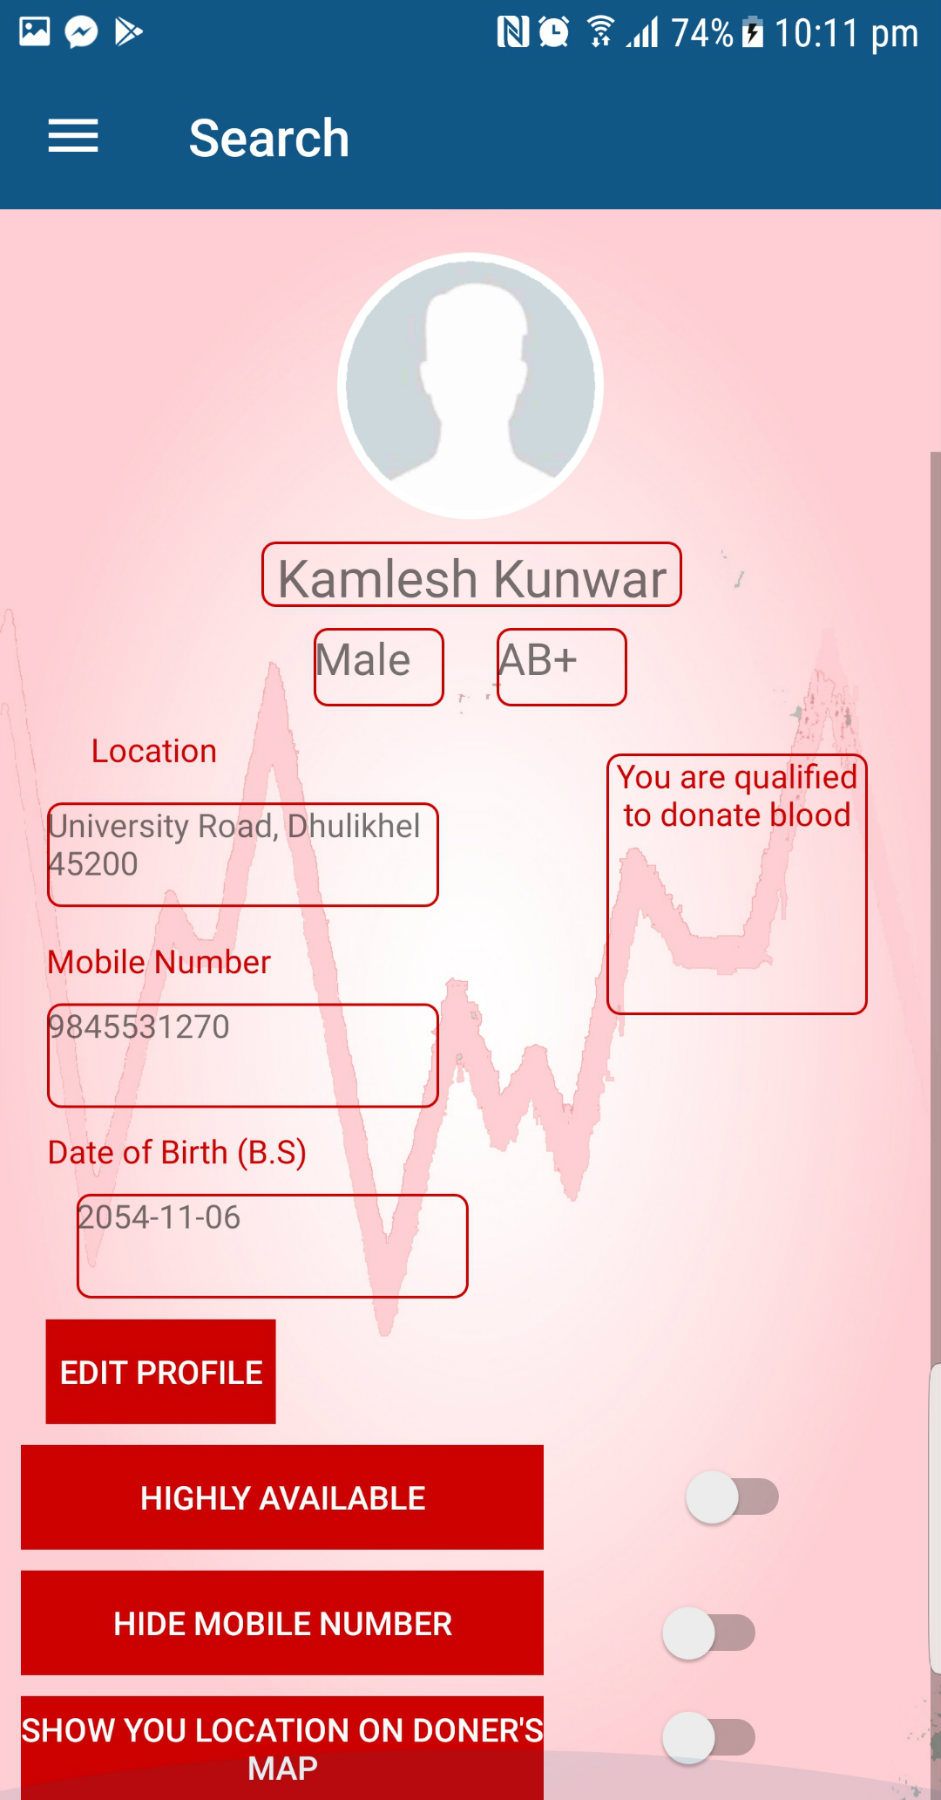 74% 10:11 pm
Search
Kamlesh Kunwar
Male AB+
Location
You are qualified
to donate blood
University Road, Dhulikhel
45200
Mobile Number
9845531270
Date of Birth (B.S)
2054-11-06
EDIT PROFILE
HIGHLY AVAILABLE
HIDE MOBILE NUMBER
SHOW YOU LOCATION ON DONER'S
MAP